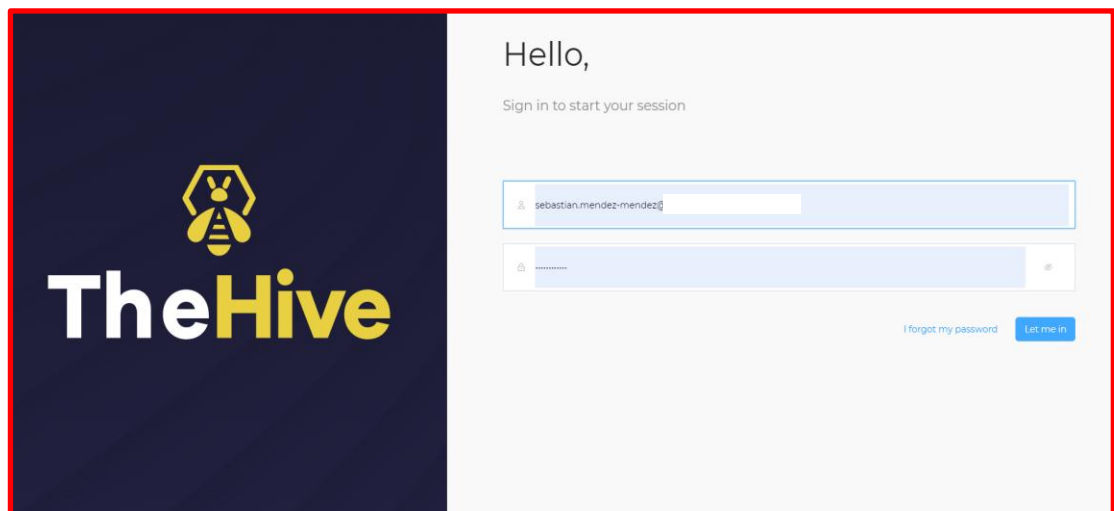 Hello,
Sign in to start your session
sebastian.mendez-mendez@
............
TheHive
I forgot my password
Let me in